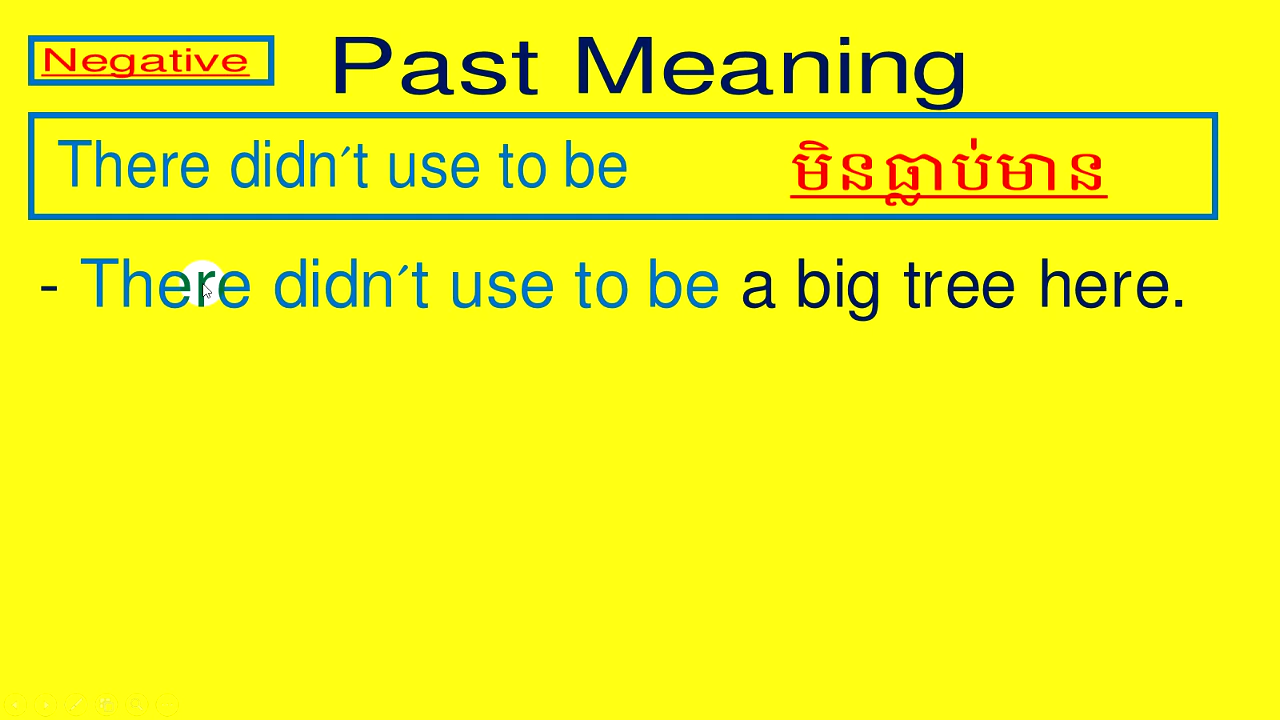 Negative
Past Meaning
There didn´t use to be មិនធ្លាប់មាន
- There didn´t use to be a big tree here.